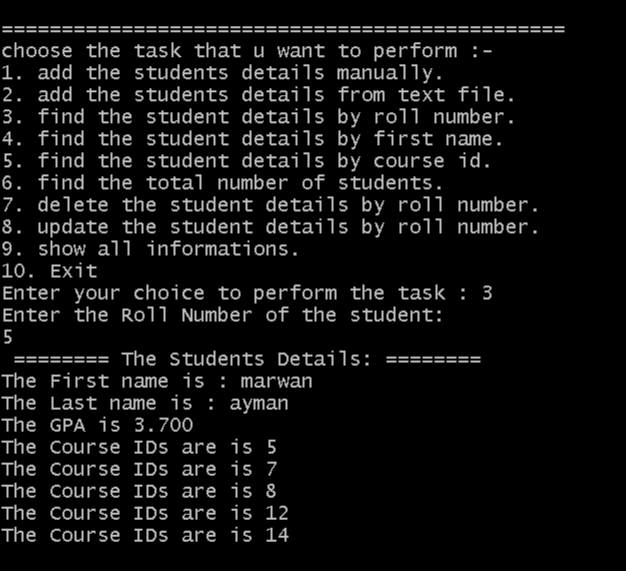 ===============================================
choose the task that u want to perform :-
1. add the students details manually.
2. add the students details from text file.
3. find the student details by roll number.
4. find the student details by first name.
5. find the student details by course id.
6. find the total number of students.
7. delete the student details by roll number.
8. update the student details by roll number.
9. show all informations.
10. Exit
Enter your choice to perform the task : 3
Enter the Roll Number of the student:
5
 ======== The Students Details: ========
The First name is : marwan
The Last name is : ayman
The GPA is 3.700
The Course IDs are is 5
The Course IDs are is 7
The Course IDs are is 8
The Course IDs are is 12
The Course IDs are is 14